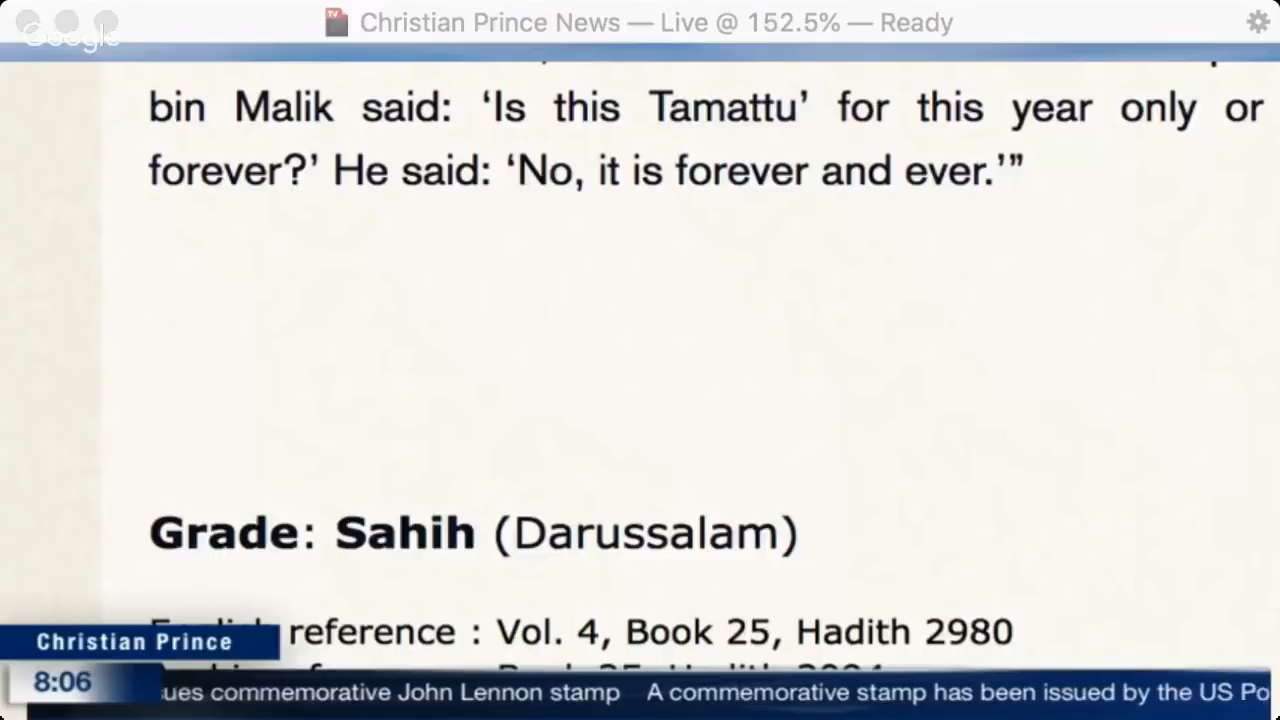 Christian Prince News — Live @ 152.5% — Ready
Google
bin Malik said: ‘Is this Tamattu’ for this year only or
forever?’ He said: ‘No, it is forever and ever.’”
Grade: Sahih (Darussalam)
reference : Vol. 4, Book 25, Hadith 2980
Christian Prince
8:06
ues commemorative John Lennon stamp A commemorative stamp has been issued by the US Po